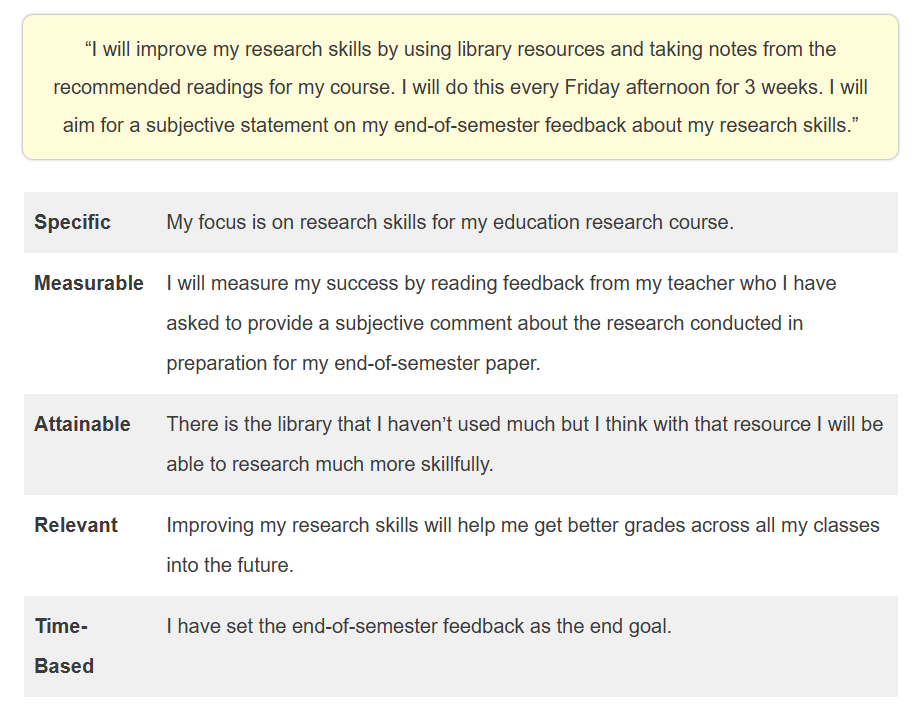 “I will improve my research skills by using library resources and taking notes from the
recommended readings for my course. I will do this every Friday afternoon for 3 weeks. I will
aim for a subjective statement on my end-of-semester feedback about my research skills.”
Specific My focus is on research skills for my education research course.
Measurable I will measure my success by reading feedback from my teacher who I have
asked to provide a subjective comment about the research conducted in
preparation for my end-of-semester paper.
Attainable There is the library that I haven’t used much but I think with that resource I will be
able to research much more skillfully.
Relevant Improving my research skills will help me get better grades across all my classes
into the future.
Time- I have set the end-of-semester feedback as the end goal.
Based